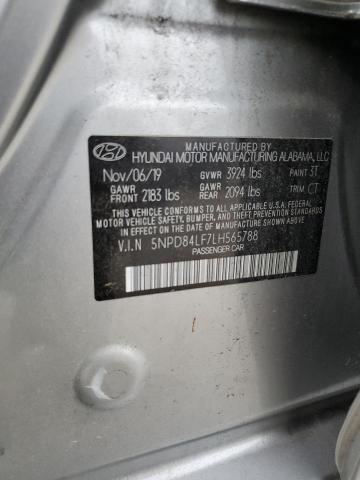 MANUFACTURED BY
HYUNDAI MOTOR MANUFACTURING ALABAMA, LLC
Nov/06/19 GVWR 3924 lbs PAINT ST
GAWR FRONT 2183 lbs GAWR REAR 2094 lbs TRIM CT
THIS VEHICLE CONFORMS TO ALL APPLICABLE U.S.A FEDERAL
MOTOR VEHICLE SAFETY, BUMPER, AND THEFT PREVENTION
STANDARDS IN EFFECT ON THE DATE OF MANUFACTURE
SHOWN ABOVE.
V.I.N 5NPD84LF7LH565788
PASSENGER CAR